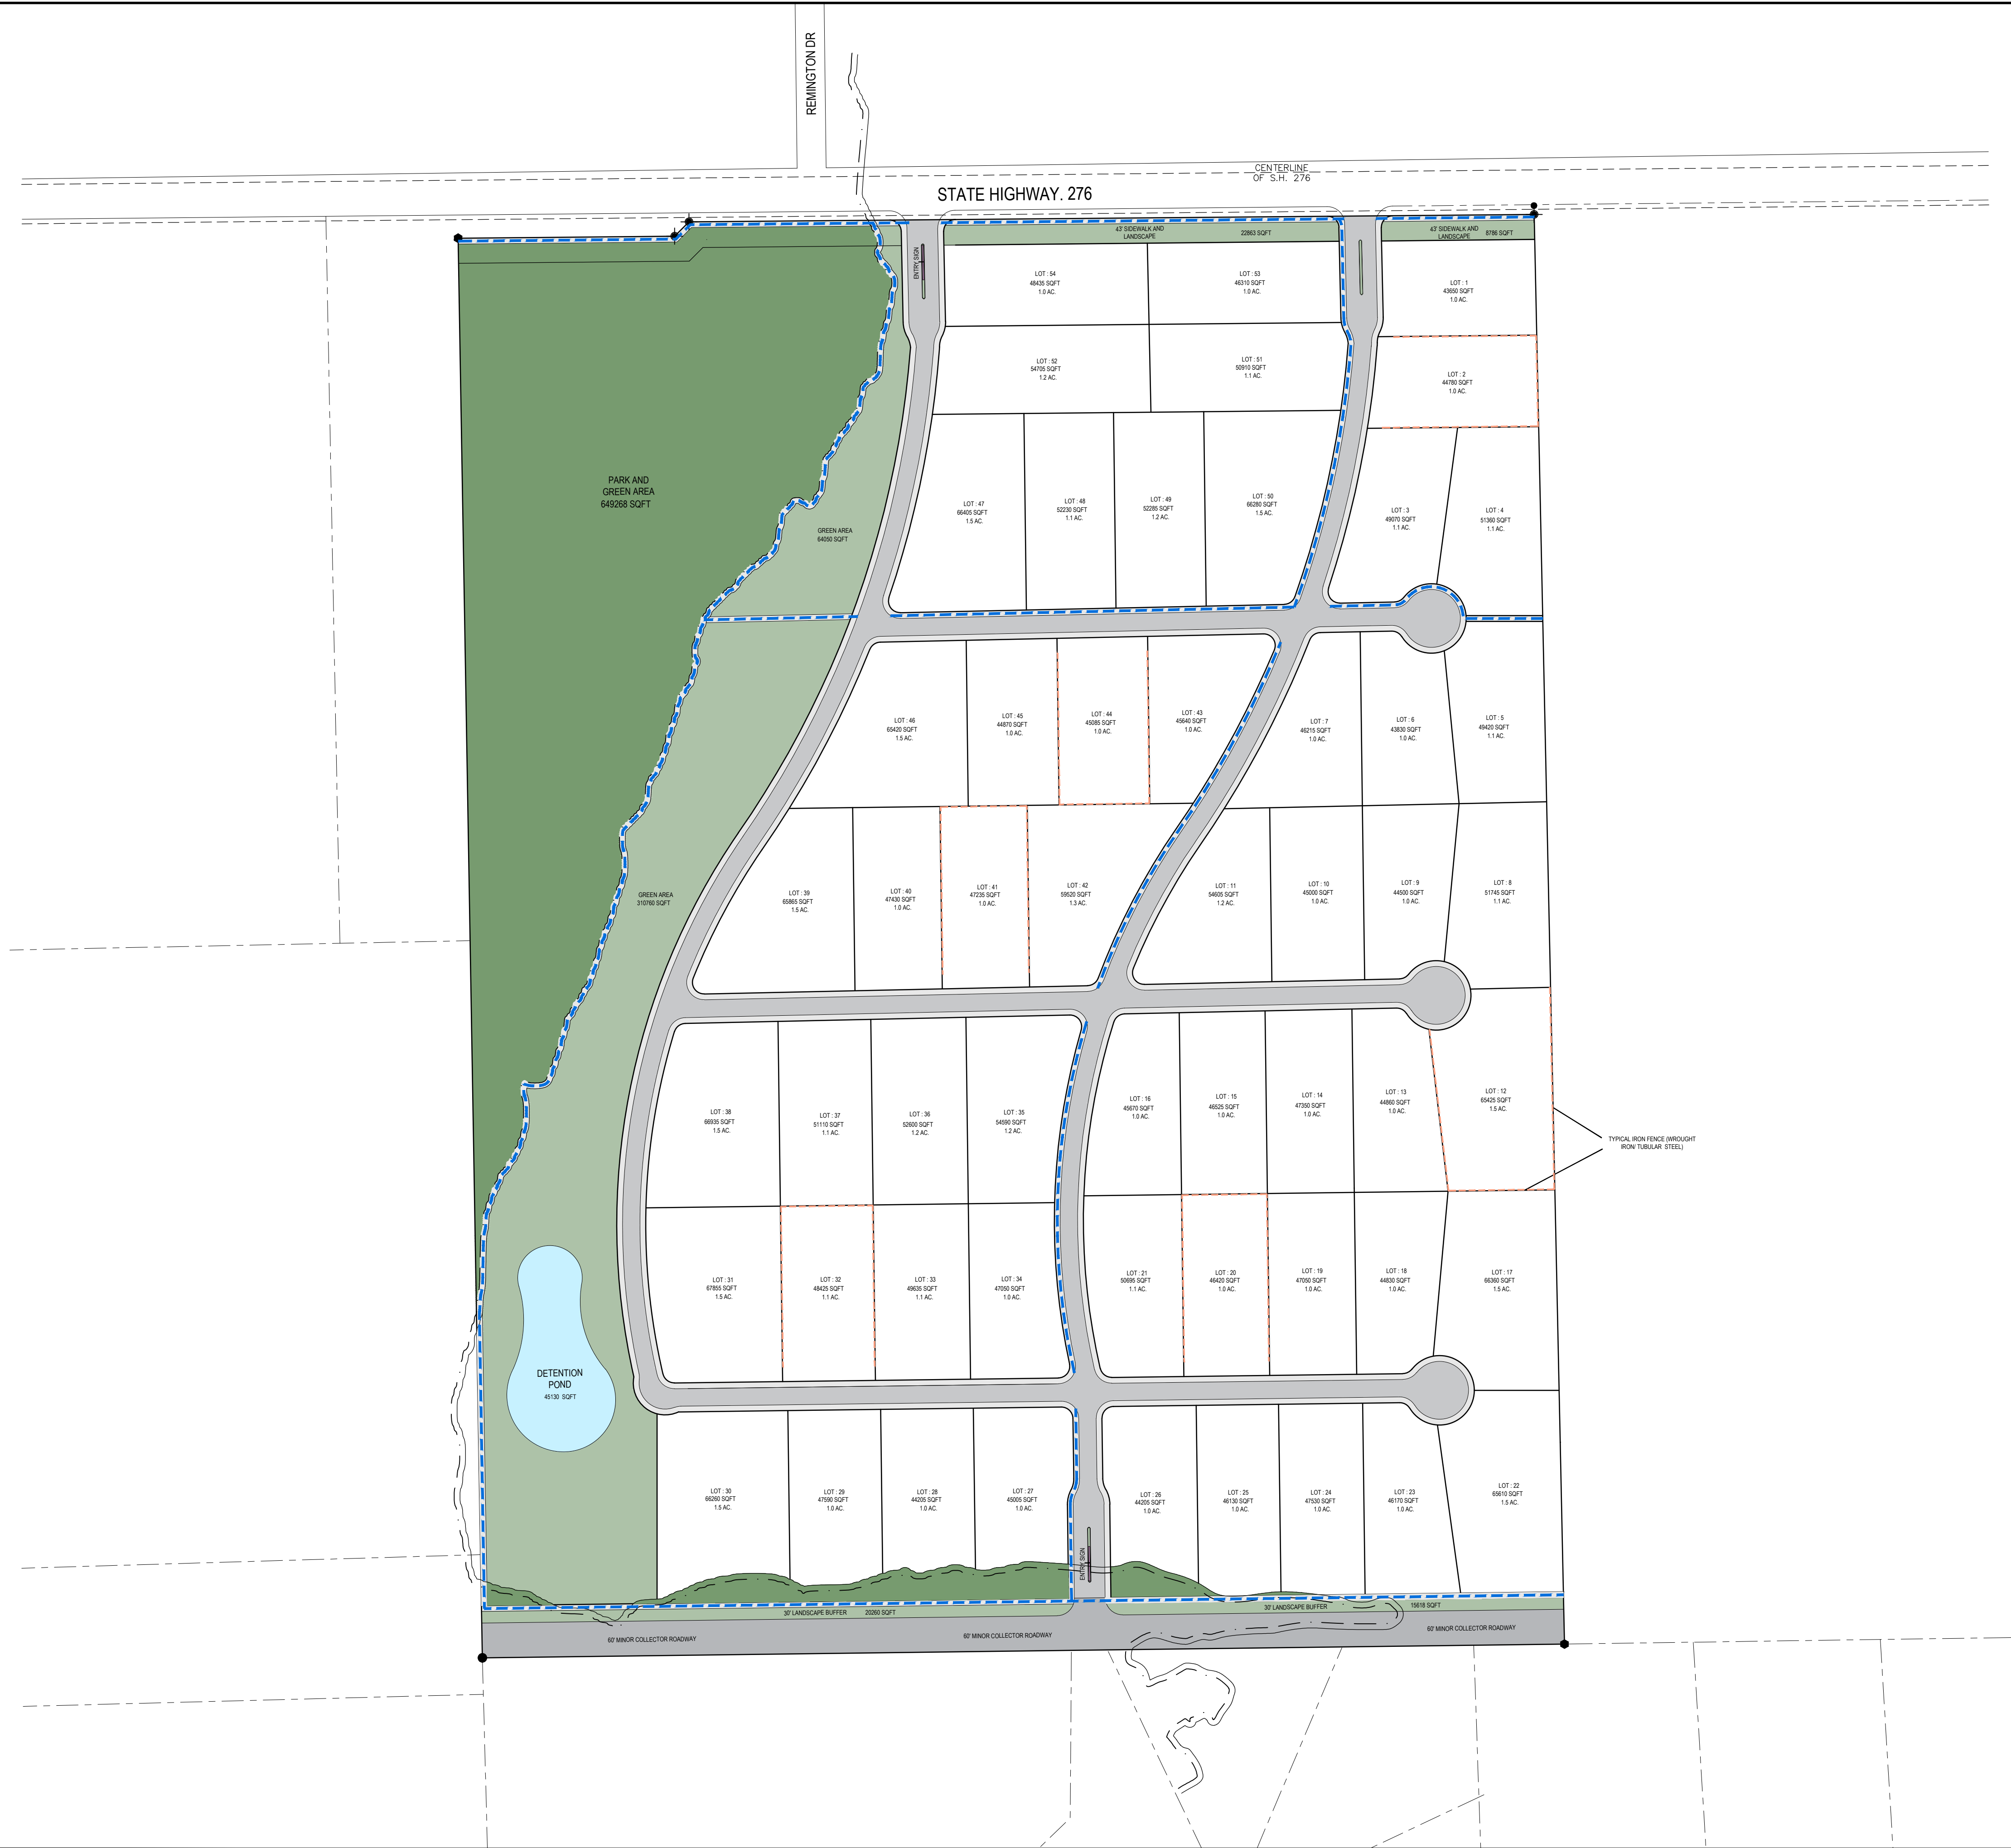 REMINGTON DR
CENTERLINE
OF S.H. 276
STATE HIGHWAY. 276
43' SIDEWALK AND
LANDSCAPE
22863 SQFT
43' SIDEWALK AND
LANDSCAPE
8786 SQFT
ENTRY SIGN
LOT : 54
48435 SQFT
1.0 AC.
LOT : 53
46310 SQFT
1.0 AC.
LOT : 1
43650 SQFT
1.0 AC.
LOT : 52
54705 SQFT
1.2 AC.
LOT : 51
50910 SQFT
1.1 AC.
LOT : 2
44780 SQFT
1.0 AC.
PARK AND
GREEN AREA
649268 SQFT
GREEN AREA
64050 SQFT
LOT : 47
66405 SQFT
1.5 AC.
LOT : 48
52230 SQFT
1.1 AC.
LOT : 49
52285 SQFT
1.2 AC.
LOT : 50
66280 SQFT
1.5 AC.
LOT : 3
49070 SQFT
1.1 AC.
LOT : 4
51360 SQFT
1.1 AC.
LOT : 46
65420 SQFT
1.5 AC.
LOT : 45
44870 SQFT
1.0 AC.
LOT : 44
45085 SQFT
1.0 AC.
LOT : 43
45640 SQFT
1.0 AC.
LOT : 7
46215 SQFT
1.0 AC.
LOT : 6
43830 SQFT
1.0 AC.
LOT : 5
49420 SQFT
1.1 AC.
GREEN AREA
310760 SQFT
LOT : 39
65865 SQFT
1.5 AC.
LOT : 40
47430 SQFT
1.0 AC.
LOT : 41
47235 SQFT
1.0 AC.
LOT : 42
59520 SQFT
1.3 AC.
LOT : 11
54605 SQFT
1.2 AC.
LOT : 10
45000 SQFT
1.0 AC.
LOT : 9
44500 SQFT
1.0 AC.
LOT : 8
51745 SQFT
1.1 AC.
LOT : 38
66935 SQFT
1.5 AC.
LOT : 37
51110 SQFT
1.1 AC.
LOT : 36
52600 SQFT
1.2 AC.
LOT : 35
54590 SQFT
1.2 AC.
LOT : 16
45670 SQFT
1.0 AC.
LOT : 15
46525 SQFT
1.0 AC.
LOT : 14
47350 SQFT
1.0 AC.
LOT : 13
44860 SQFT
1.0 AC.
LOT : 12
65425 SQFT
1.5 AC.
TYPICAL IRON FENCE (WROUGHT
IRON/ TUBULAR STEEL)
LOT : 31
67855 SQFT
1.5 AC.
LOT : 32
48425 SQFT
1.1 AC.
LOT : 33
49635 SQFT
1.1 AC.
LOT : 34
47050 SQFT
1.0 AC.
LOT : 21
50695 SQFT
1.1 AC.
LOT : 20
46420 SQFT
1.0 AC.
LOT : 19
47050 SQFT
1.0 AC.
LOT : 18
44830 SQFT
1.0 AC.
LOT : 17
66360 SQFT
1.5 AC.
DETENTION
POND
45130 SQFT
LOT : 30
66260 SQFT
1.5 AC.
LOT : 29
47590 SQFT
1.0 AC.
LOT : 28
44205 SQFT
1.0 AC.
LOT : 27
45005 SQFT
1.0 AC.
LOT : 26
44205 SQFT
1.0 AC.
LOT : 25
46130 SQFT
1.0 AC.
LOT : 24
47530 SQFT
1.0 AC.
LOT : 23
46170 SQFT
1.0 AC.
LOT : 22
65610 SQFT
1.5 AC.
ENTRY SIGN
30' LANDSCAPE BUFFER
20260 SQFT
30' LANDSCAPE BUFFER
15618 SQFT
60' MINOR COLLECTOR ROADWAY
60' MINOR COLLECTOR ROADWAY
60' MINOR COLLECTOR ROADWAY